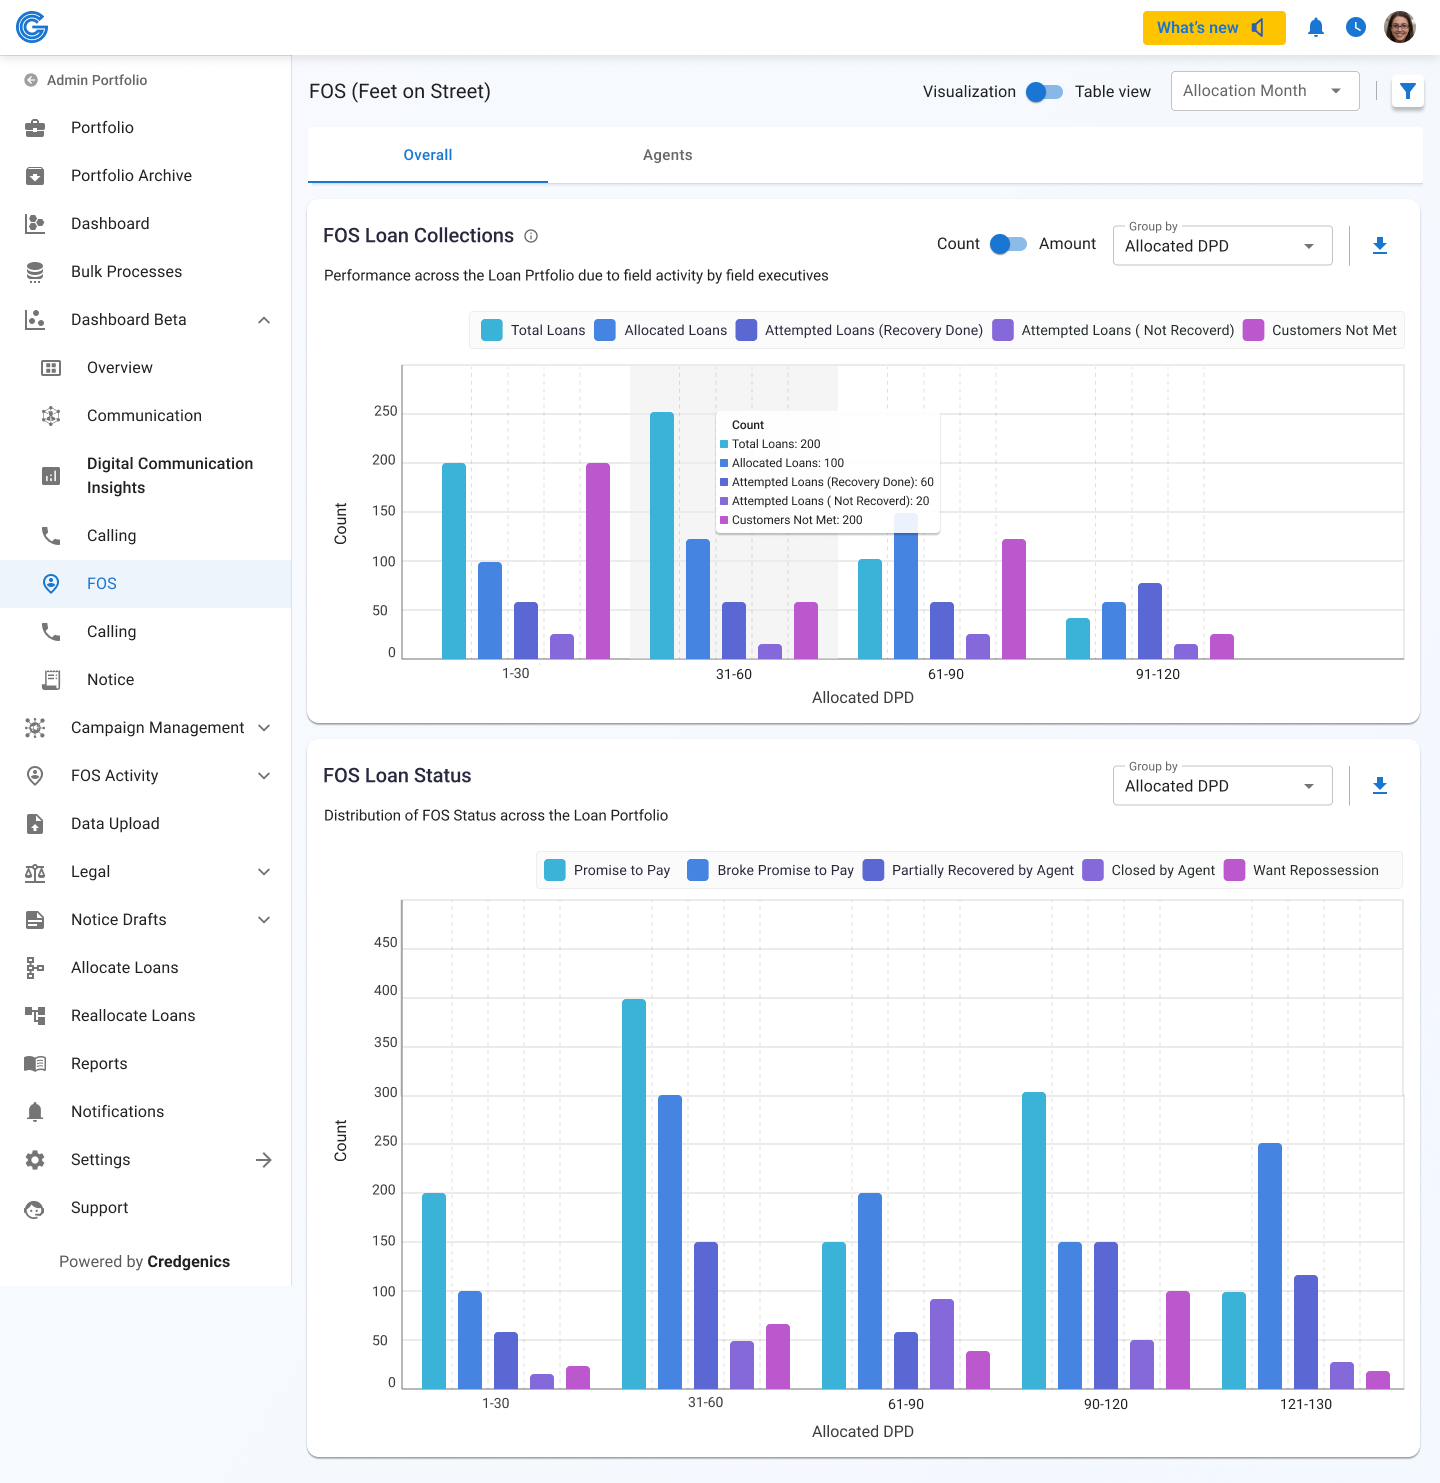 What's new
Admin Portfolio
Portfolio
Portfolio Archive
Dashboard
Bulk Processes
Dashboard Beta
Overview
Communication
Digital Communication
Insights
Calling
FOS
Calling
Notice
Campaign Management
FOS Activity
Data Upload
Legal
Notice Drafts
Allocate Loans
Reallocate Loans
Reports
Notifications
Settings
Support
Powered by Credgenics
FOS (Feet on Street)
Visualization Table view
Allocation Month
Overall Agents
FOS Loan Collections
Count Amount
Group by
Allocated DPD
Performance across the Loan Prtfolio due to field activity by field executives
Total Loans Allocated Loans Attempted Loans (Recovery Done) Attempted Loans ( Not Recoverd) Customers Not Met
250
200
150
100
50
0
Count
Count
Total Loans: 200
Allocated Loans: 100
Attempted Loans (Recovery Done): 60
Attempted Loans ( Not Recoverd): 20
Customers Not Met: 200
1-30 31-60 61-90 91-120
Allocated DPD
FOS Loan Status
Group by
Allocated DPD
Distribution of FOS Status across the Loan Portfolio
Promise to Pay Broke Promise to Pay Partially Recovered by Agent Closed by Agent Want Repossession
450
400
350
300
250
200
150
100
50
0
Count
1-30 31-60 61-90 90-120 121-130
Allocated DPD